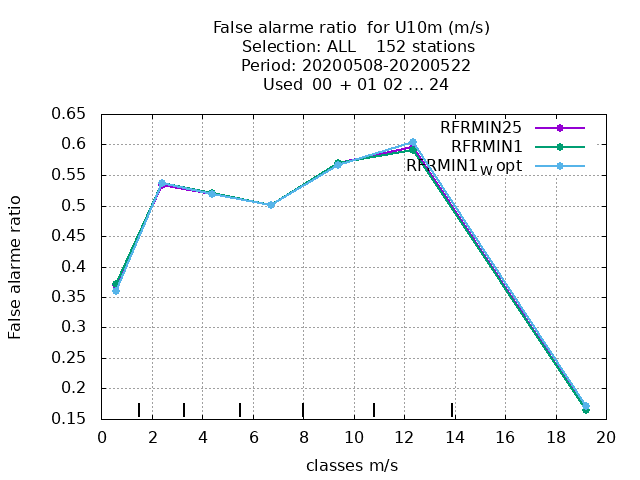 False alarme ratio  for U10m (m/s)
Selection: ALL    152 stations
Period: 20200508-20200522
Used  00 + 01 02 ... 24
RFRMIN25
RFRMIN1
RFRMIN1W opt
0.65
0.6
0.55
0.5
0.45
0.4
0.35
0.3
0.25
0.2
0.15
False alarme ratio
0 2 4 6 8 10 12 14 16 18 20
classes m/s